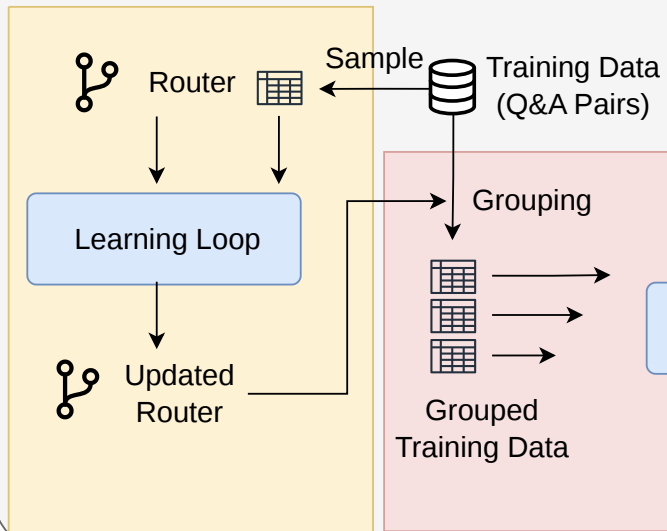 Sample
Training Data
(Q&A Pairs)
Router
Grouping
Learning Loop
Updated
Router
Grouped
Training Data